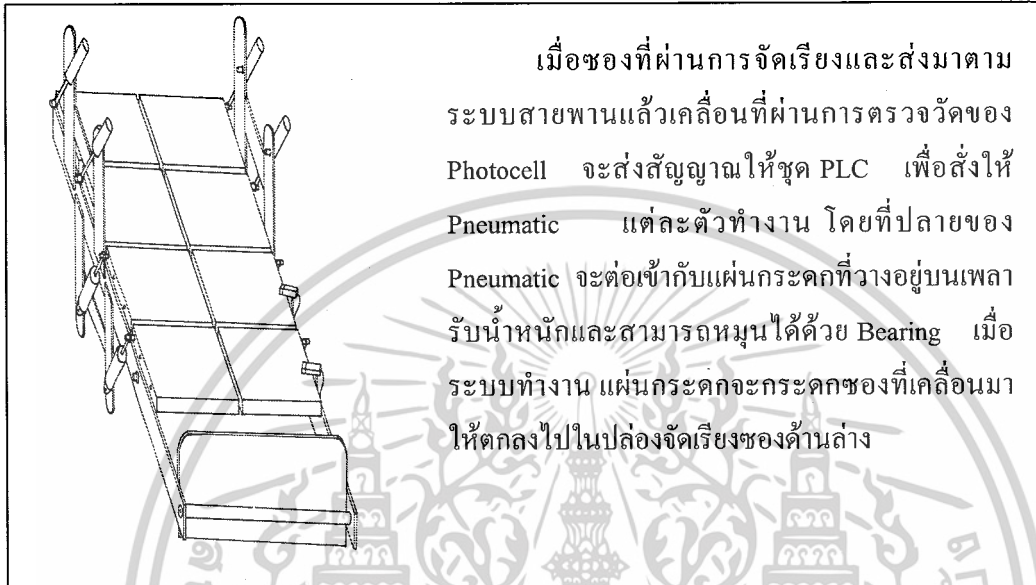 เมื่อซองที่ผ่านการจัดเรียงและส่งมาตาม
ระบบสายพานแล้วเคลื่อนที่ผ่านการตรวจวัดของ
Photocell จะส่งสัญญาณให้ชุด PLC เพื่อสั่งให้
Pneumatic แต่ละตัวทำงาน โดยที่ปลายของ
Pneumatic จะต่อเข้ากับแผ่นกระดกที่วางอยู่บนเพลา
รับน้ำหนักและสามารถหมุนได้ด้วย Bearing เมื่อ
ระบบทำงาน แผ่นกระดกจะกระดกซองที่เคลื่อนมา
ให้ตกลงไปในปล่องจัดเรียงซองด้านล่าง